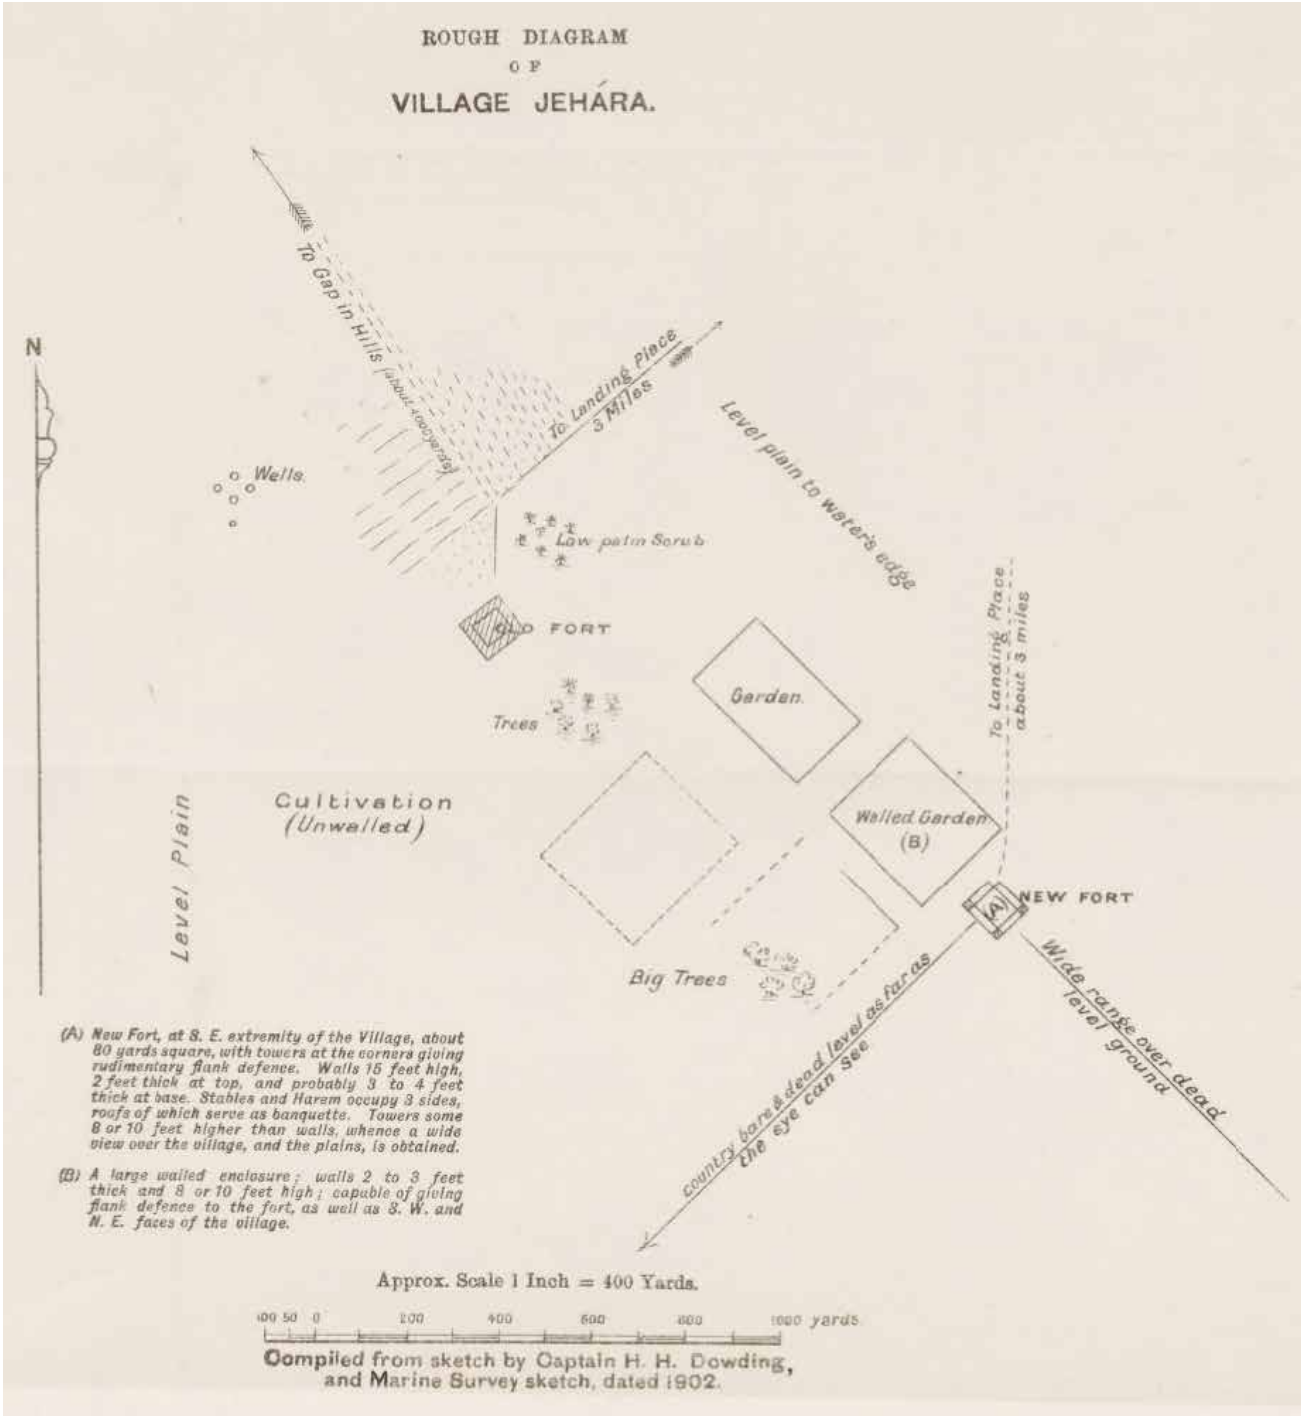 ROUGH DIAGRAM
OF
VILLAGE JEHÁRA.
To Gap in Hills (about 4000 yards)
To Landing Place
3 Miles
N
Level plain to water's edge
Wells.
Low palm Scrub
OLD FORT
To Landing Place
about 3 miles
Garden.
Trees
Cultivation
(Unwalled)
Level Plain
Walled Garden
(B)
(A)
NEW FORT
Big Trees
country bare & dead level as far as
the eye can See
Wide range over dead
level ground
(A) New Fort, at S. E. extremity of the Village, about
80 yards square, with towers at the corners giving
rudimentary flank defence. Walls 15 feet high,
2 feet thick at top, and probably 3 to 4 feet
thick at base. Stables and Harem occupy 3 sides,
roofs of which serve as banquette. Towers some
8 or 10 feet higher than walls, whence a wide
view over the village, and the plains, is obtained.
(B) A large walled enclosure; walls 2 to 3 feet
thick and 8 or 10 feet high; capable of giving
flank defence to the fort, as well as S. W. and
N. E. faces of the village.
Approx. Scale 1 Inch = 400 Yards.
100 50 0 200 400 600 800 1000 yards
Compiled from sketch by Captain H. H. Dowding,
and Marine Survey sketch, dated 1902.